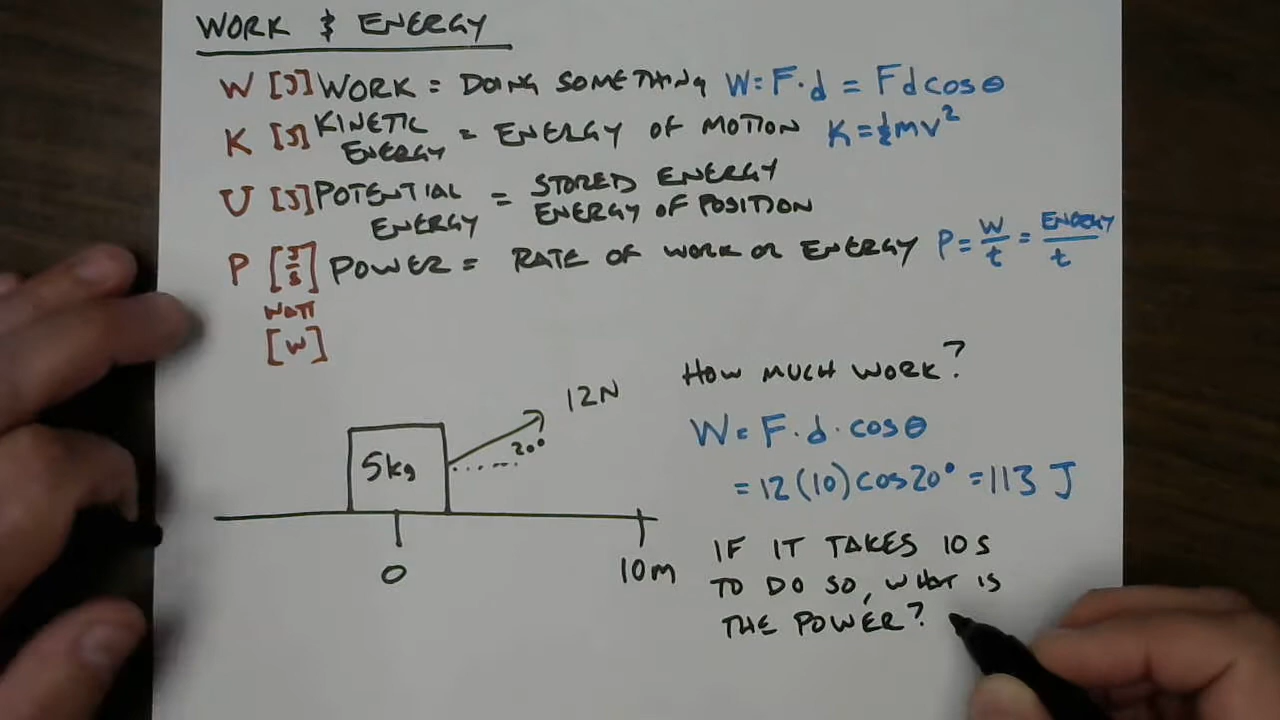 WORK & ENERGY
W [J] WORK = DOING SOMETHING W = F · d = Fd cos θ
K [J] KINETIC ENERGY = ENERGY OF MOTION K = ½mv²
U [J] POTENTIAL ENERGY = STORED ENERGY ENERGY OF POSITION
P [J/s] POWER = RATE OF WORK OR ENERGY P = W/t = ENERGY/t
WATT
[W]
HOW MUCH WORK?
12N
20°
5kg
W = F · d · cos θ
= 12(10) cos 20° = 113 J
0
10m
IF IT TAKES 10 S
TO DO SO, WHAT IS
THE POWER?